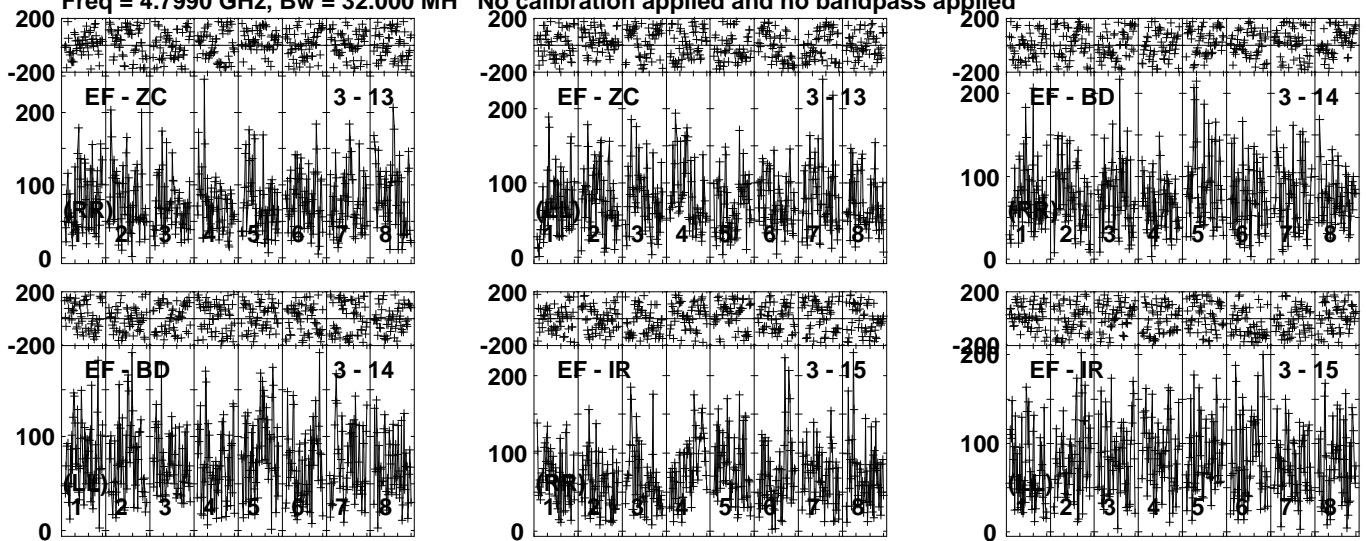 Freq = 4.7990 GHz, Bw = 32.000 MH No calibration applied and no bandpass applied
200 200 200
-200 -200 -200
EF - ZC 3 - 13 EF - ZC 3 - 13 EF - BD 3 - 14
200 200 200
100 100 100
(RR) (LL) (RR)
1 2 3 4 5 6 7 8 1 2 3 4 5 6 7 8 1 2 3 4 5 6 7 8
0 0 0
200 200 200
-200 -200 -200
EF - BD 3 - 14 EF - IR 3 - 15 EF - IR 3 - 15
200 200
100 100 100
(LL) (RR) (LL)
1 2 3 4 5 6 7 8 1 2 3 4 5 6 7 8 1 2 3 4 5 6 7 8
0 0 0